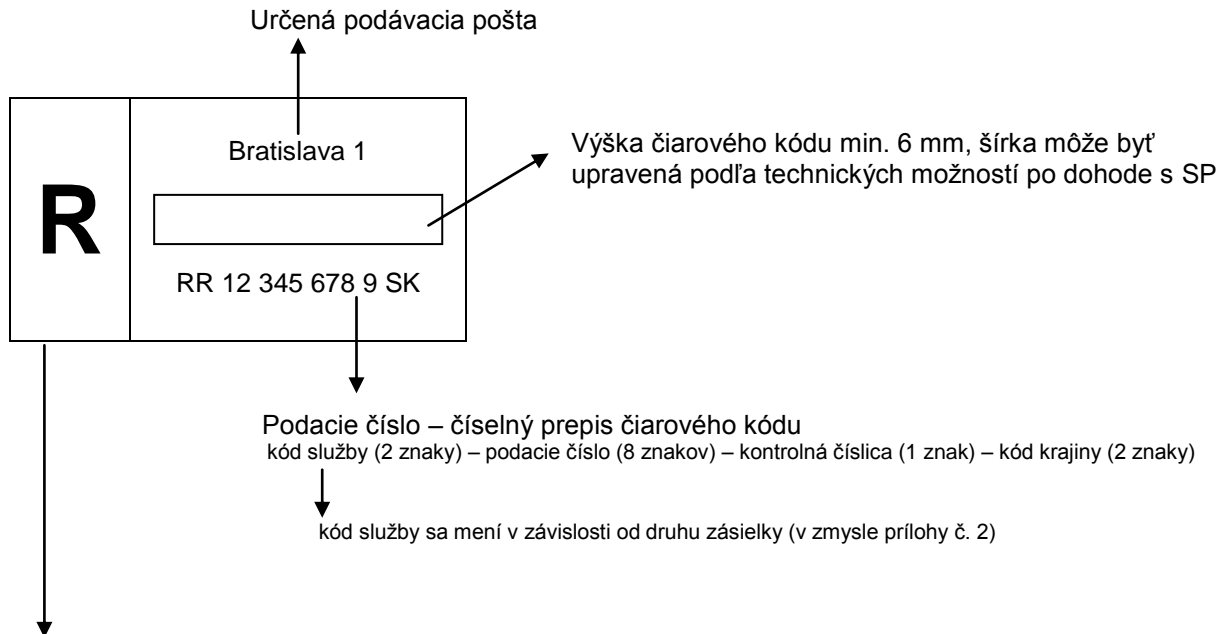 Určená podávacia pošta
Bratislava 1
R
Výška čiarového kódu min. 6 mm, šírka môže byť
upravená podľa technických možností po dohode s SP
RR 12 345 678 9 SK
Podacie číslo – číselný prepis čiarového kódu
kód služby (2 znaky) – podacie číslo (8 znakov) – kontrolná číslica (1 znak) – kód krajiny (2 znaky)
kód služby sa mení v závislosti od druhu zásielky (v zmysle prílohy č. 2)